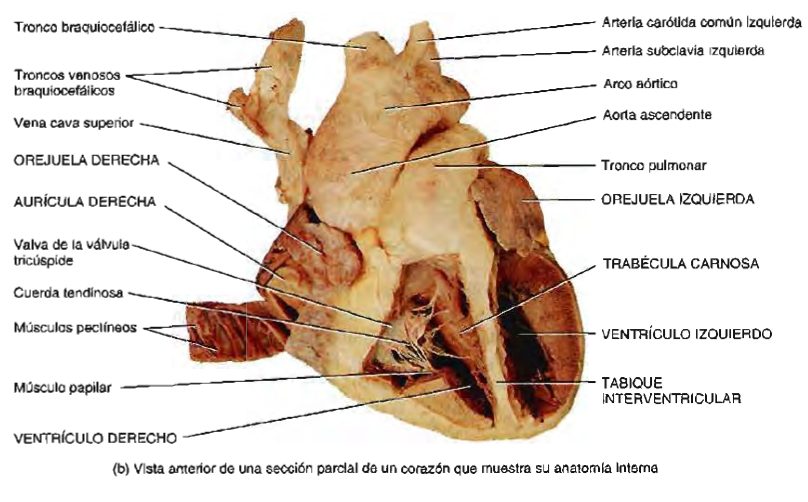 Tronco braquiocefálico
Troncos venosos
braquiocefálicos
Vena cava superior
OREJUELA DERECHA
AURÍCULA DERECHA
Valva de la válvula
tricúspide
Cuerda tendinosa
Músculos pectíneos
Músculo papilar
VENTRÍCULO DERECHO
Arteria carótida común izquierda
Arteria subclavia izquierda
Arco aórtico
Aorta ascendente
Tronco pulmonar
OREJUELA IZQUIERDA
TRABÉCULA CARNOSA
VENTRÍCULO IZQUIERDO
TABIQUE
INTERVENTRICULAR
(b) Vista anterior de una sección parcial de un corazón que muestra su anatomía interna